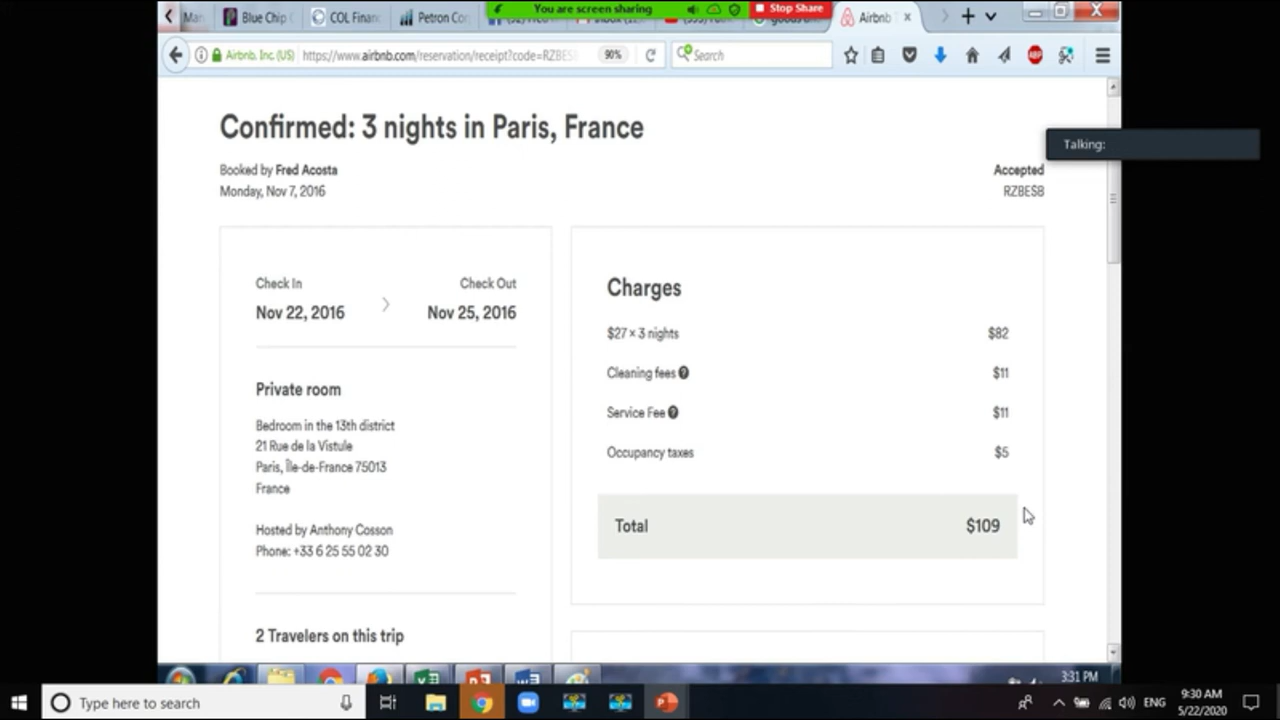 You are screen sharing
Stop Share
Blue Chip
COL Financ
Petron Co
Airbnb
Airbnb, Inc. (US)
https://www.airbnb.com/reservation/receipt?code=RZBES
90%
Search
ABP
Talking:
Confirmed: 3 nights in Paris, France
Booked by Fred Acosta
Monday, Nov 7, 2016
Accepted
RZBES8
Check In
Check Out
Nov 22, 2016
Nov 25, 2016
Private room
Bedroom in the 13th district
21 Rue de la Vistule
Paris, Île-de-France 75013
France
Hosted by Anthony Cosson
Phone: +33 6 25 55 02 30
2 Travelers on this trip
Charges
$27 × 3 nights
$82
Cleaning fees
$11
Service Fee
$11
Occupancy taxes
$5
Total
$109
3:31 PM
Type here to search
ENG
9:30 AM
5/22/2020